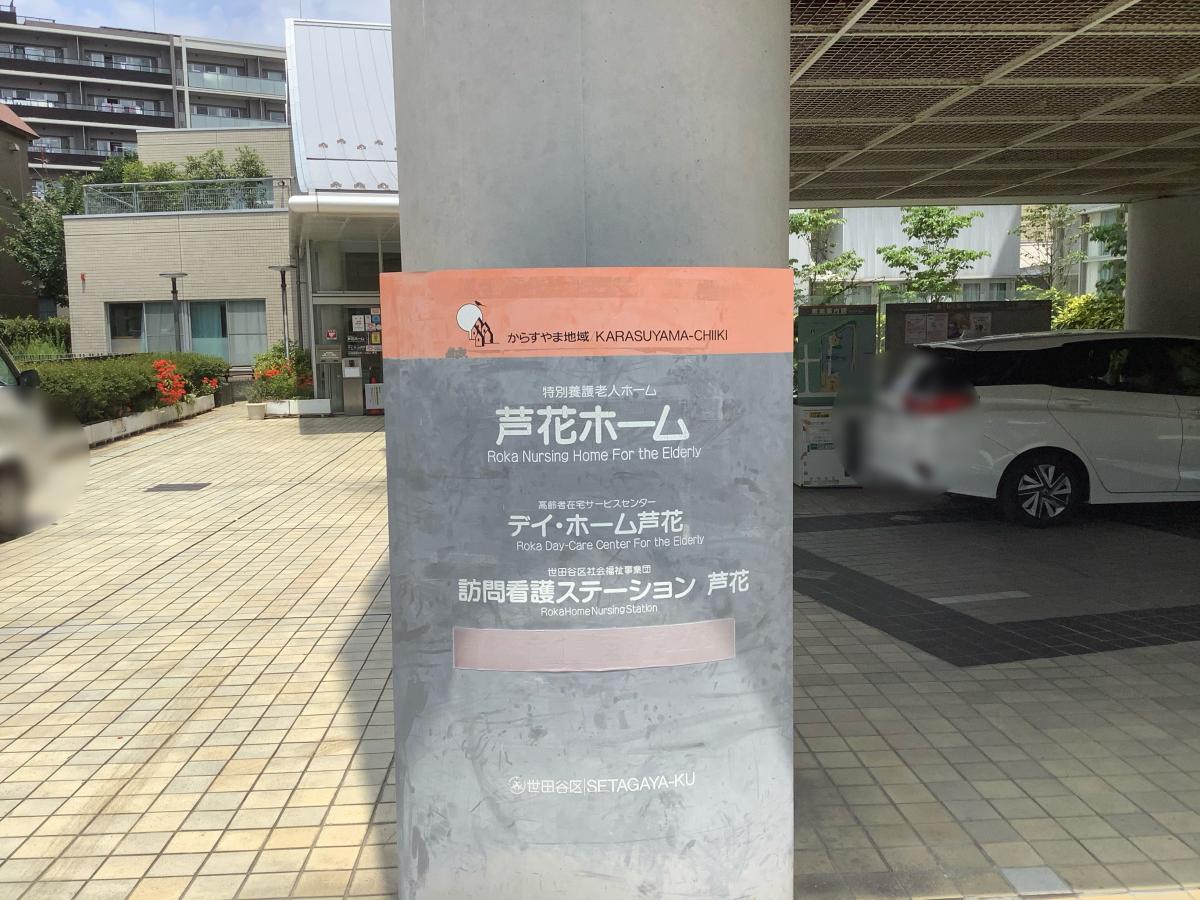 からすやま地域/KARASUYAMA-CHIIKI
特別養護老人ホーム
芦花ホーム
Roka Nursing Home For the Elderly
高齢者在宅サービスセンター
デイ・ホーム芦花
Roka Day-Care Center For the Elderly
世田谷区社会福祉事業団
訪問看護ステーション 芦花
RokaHome Nursing Station
世田谷区|SETAGAYA-KU